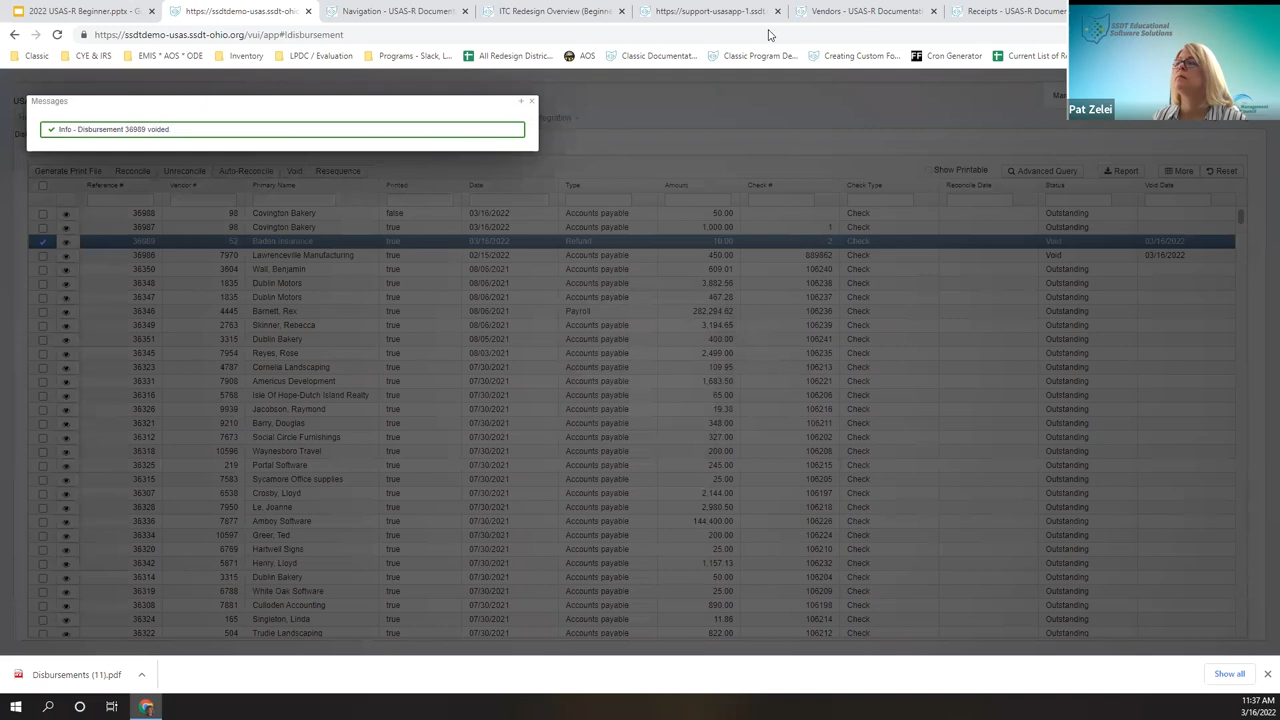 2022 USAS-R Beginner.pptx - G
https://ssdtdemo-usas.ssdt-ohi
Navigation - USAS-R Documenta
ITC Redesign Overview (Beginne
https://support-usasapp-1.ssdt-
Vendors - USAS-R Documentati
Receipts - USAS-R Docume
https://ssdtdemo-usas.ssdt-ohio.org/vui/app#!disbursement
Classic
CYE & IRS
EMIS * AOS * ODE
Inventory
LPDC / Evaluation
Programs - Slack, L...
All Redesign Distric...
AOS
Classic Documentat...
Classic Program De...
Creating Custom Fo...
Cron Generator
Current List of R
SSDT Educational
Software Solutions
Management
Pat Zelei
Messages
Info - Disbursement 36989 voided
Generate Print File Reconcile Unreconcile Auto-Reconcile Void Resequence Show Printable Advanced Query Report More Reset
Reference # Vendor # Primary Name Printed Date Type Amount Check # Check Type Reconcile Date Status Void Date
36988 98 Covington Bakery false 03/16/2022 Accounts payable 50.00 Check Outstanding
36987 98 Covington Bakery true 03/16/2022 Accounts payable 1,000.00 1 Check Outstanding
36989 52 Baden Insurance true 03/16/2022 Refund 10.00 2 Check Void 03/16/2022
36986 7970 Lawrenceville Manufacturing true 02/15/2022 Accounts payable 450.00 889862 Check Void 03/16/2022
36350 3604 Wall, Benjamin true 08/05/2021 Accounts payable 609.01 106240 Check Outstanding
36348 1835 Dublin Motors true 08/06/2021 Accounts payable 3,882.56 106238 Check Outstanding
36347 1835 Dublin Motors true 08/06/2021 Accounts payable 467.28 106237 Check Outstanding
36346 4445 Barnett, Rex true 08/06/2021 Payroll 282,294.62 106236 Check Outstanding
36349 2763 Skinner, Rebecca true 08/06/2021 Accounts payable 3,194.65 106239 Check Outstanding
36351 3315 Dublin Bakery true 08/05/2021 Accounts payable 400.00 106241 Check Outstanding
36345 7954 Reyes, Rose true 08/03/2021 Accounts payable 2,499.00 106235 Check Outstanding
36323 4787 Cornelia Landscaping true 07/30/2021 Accounts payable 109.95 106213 Check Outstanding
36331 7908 Americus Development true 07/30/2021 Accounts payable 1,683.50 106221 Check Outstanding
36316 5768 Isle Of Hope-Dutch Island Realty true 07/30/2021 Accounts payable 65.00 106206 Check Outstanding
36326 9939 Jacobson, Raymond true 07/30/2021 Accounts payable 19.38 106216 Check Outstanding
36321 9210 Barry, Douglas true 07/30/2021 Accounts payable 348.00 106211 Check Outstanding
36312 7673 Social Circle Furnishings true 07/30/2021 Accounts payable 327.00 106202 Check Outstanding
36318 10596 Waynesboro Travel true 07/30/2021 Accounts payable 440.00 106208 Check Outstanding
36325 219 Portal Software true 07/30/2021 Accounts payable 245.00 106215 Check Outstanding
36315 7583 Sycamore Office supplies true 07/30/2021 Accounts payable 25.00 106205 Check Outstanding
36307 6538 Crosby, Lloyd true 07/30/2021 Accounts payable 2,144.00 106197 Check Outstanding
36328 7950 Le, Joanne true 07/30/2021 Accounts payable 2,980.50 106218 Check Outstanding
36336 7677 Amboy Software true 07/30/2021 Accounts payable 144,400.00 106226 Check Outstanding
36334 10597 Greer, Ted true 07/30/2021 Accounts payable 200.00 106224 Check Outstanding
36320 6769 Hartwell Signs true 07/30/2021 Accounts payable 25.00 106210 Check Outstanding
36342 5871 Henry, Lloyd true 07/30/2021 Accounts payable 1,157.13 106232 Check Outstanding
36314 3315 Dublin Bakery true 07/30/2021 Accounts payable 50.00 106204 Check Outstanding
36319 6788 White Oak Software true 07/30/2021 Accounts payable 25.00 106209 Check Outstanding
36308 7881 Culloden Accounting true 07/30/2021 Accounts payable 890.00 106198 Check Outstanding
36324 165 Singleton, Linda true 07/30/2021 Accounts payable 11.86 106214 Check Outstanding
36322 504 Trudie Landscaping true 07/30/2021 Accounts payable 822.00 106212 Check Outstanding
Disbursements (11).pdf
Show all
11:37 AM
3/16/2022